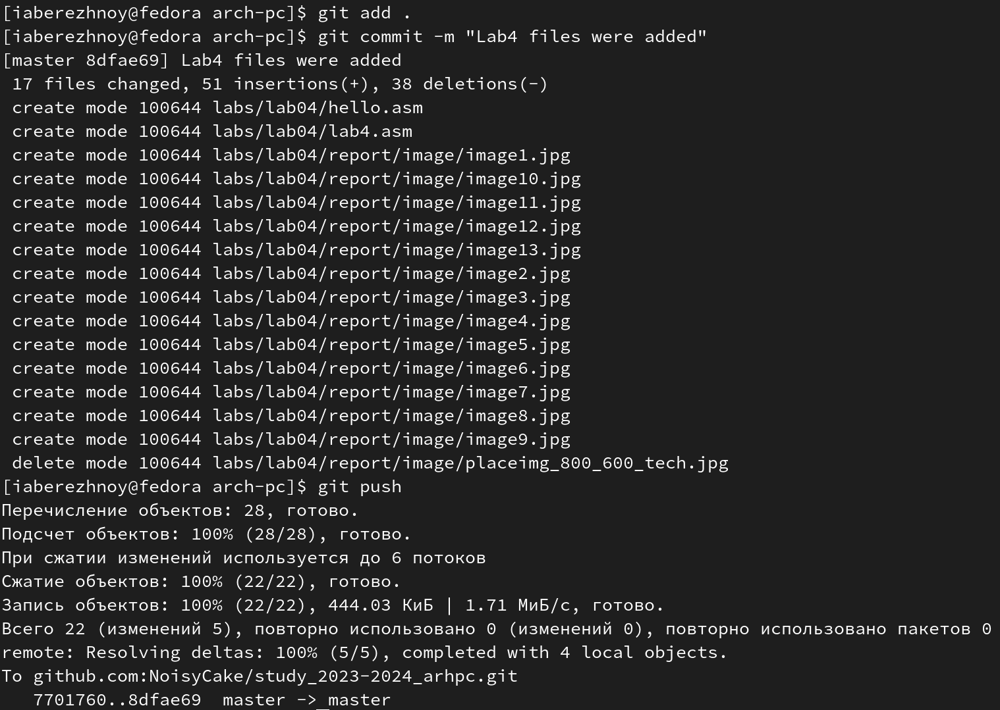 [iaberezhnoy@fedora arch-pc]$ git add .
[iaberezhnoy@fedora arch-pc]$ git commit -m "Lab4 files were added"
[master 8dfae69] Lab4 files were added
 17 files changed, 51 insertions(+), 38 deletions(-)
 create mode 100644 labs/lab04/hello.asm
 create mode 100644 labs/lab04/lab4.asm
 create mode 100644 labs/lab04/report/image/image1.jpg
 create mode 100644 labs/lab04/report/image/image10.jpg
 create mode 100644 labs/lab04/report/image/image11.jpg
 create mode 100644 labs/lab04/report/image/image12.jpg
 create mode 100644 labs/lab04/report/image/image13.jpg
 create mode 100644 labs/lab04/report/image/image2.jpg
 create mode 100644 labs/lab04/report/image/image3.jpg
 create mode 100644 labs/lab04/report/image/image4.jpg
 create mode 100644 labs/lab04/report/image/image5.jpg
 create mode 100644 labs/lab04/report/image/image6.jpg
 create mode 100644 labs/lab04/report/image/image7.jpg
 create mode 100644 labs/lab04/report/image/image8.jpg
 create mode 100644 labs/lab04/report/image/image9.jpg
 delete mode 100644 labs/lab04/report/image/placeimg_800_600_tech.jpg
[iaberezhnoy@fedora arch-pc]$ git push
Перечисление объектов: 28, готово.
Подсчет объектов: 100% (28/28), готово.
При сжатии изменений используется до 6 потоков
Сжатие объектов: 100% (22/22), готово.
Запись объектов: 100% (22/22), 444.03 КиБ | 1.71 МиБ/с, готово.
Всего 22 (изменений 5), повторно использовано 0 (изменений 0), повторно использовано пакетов 0
remote: Resolving deltas: 100% (5/5), completed with 4 local objects.
To github.com:NoisyCake/study_2023-2024_arhpc.git
   7701760..8dfae69  master -> master